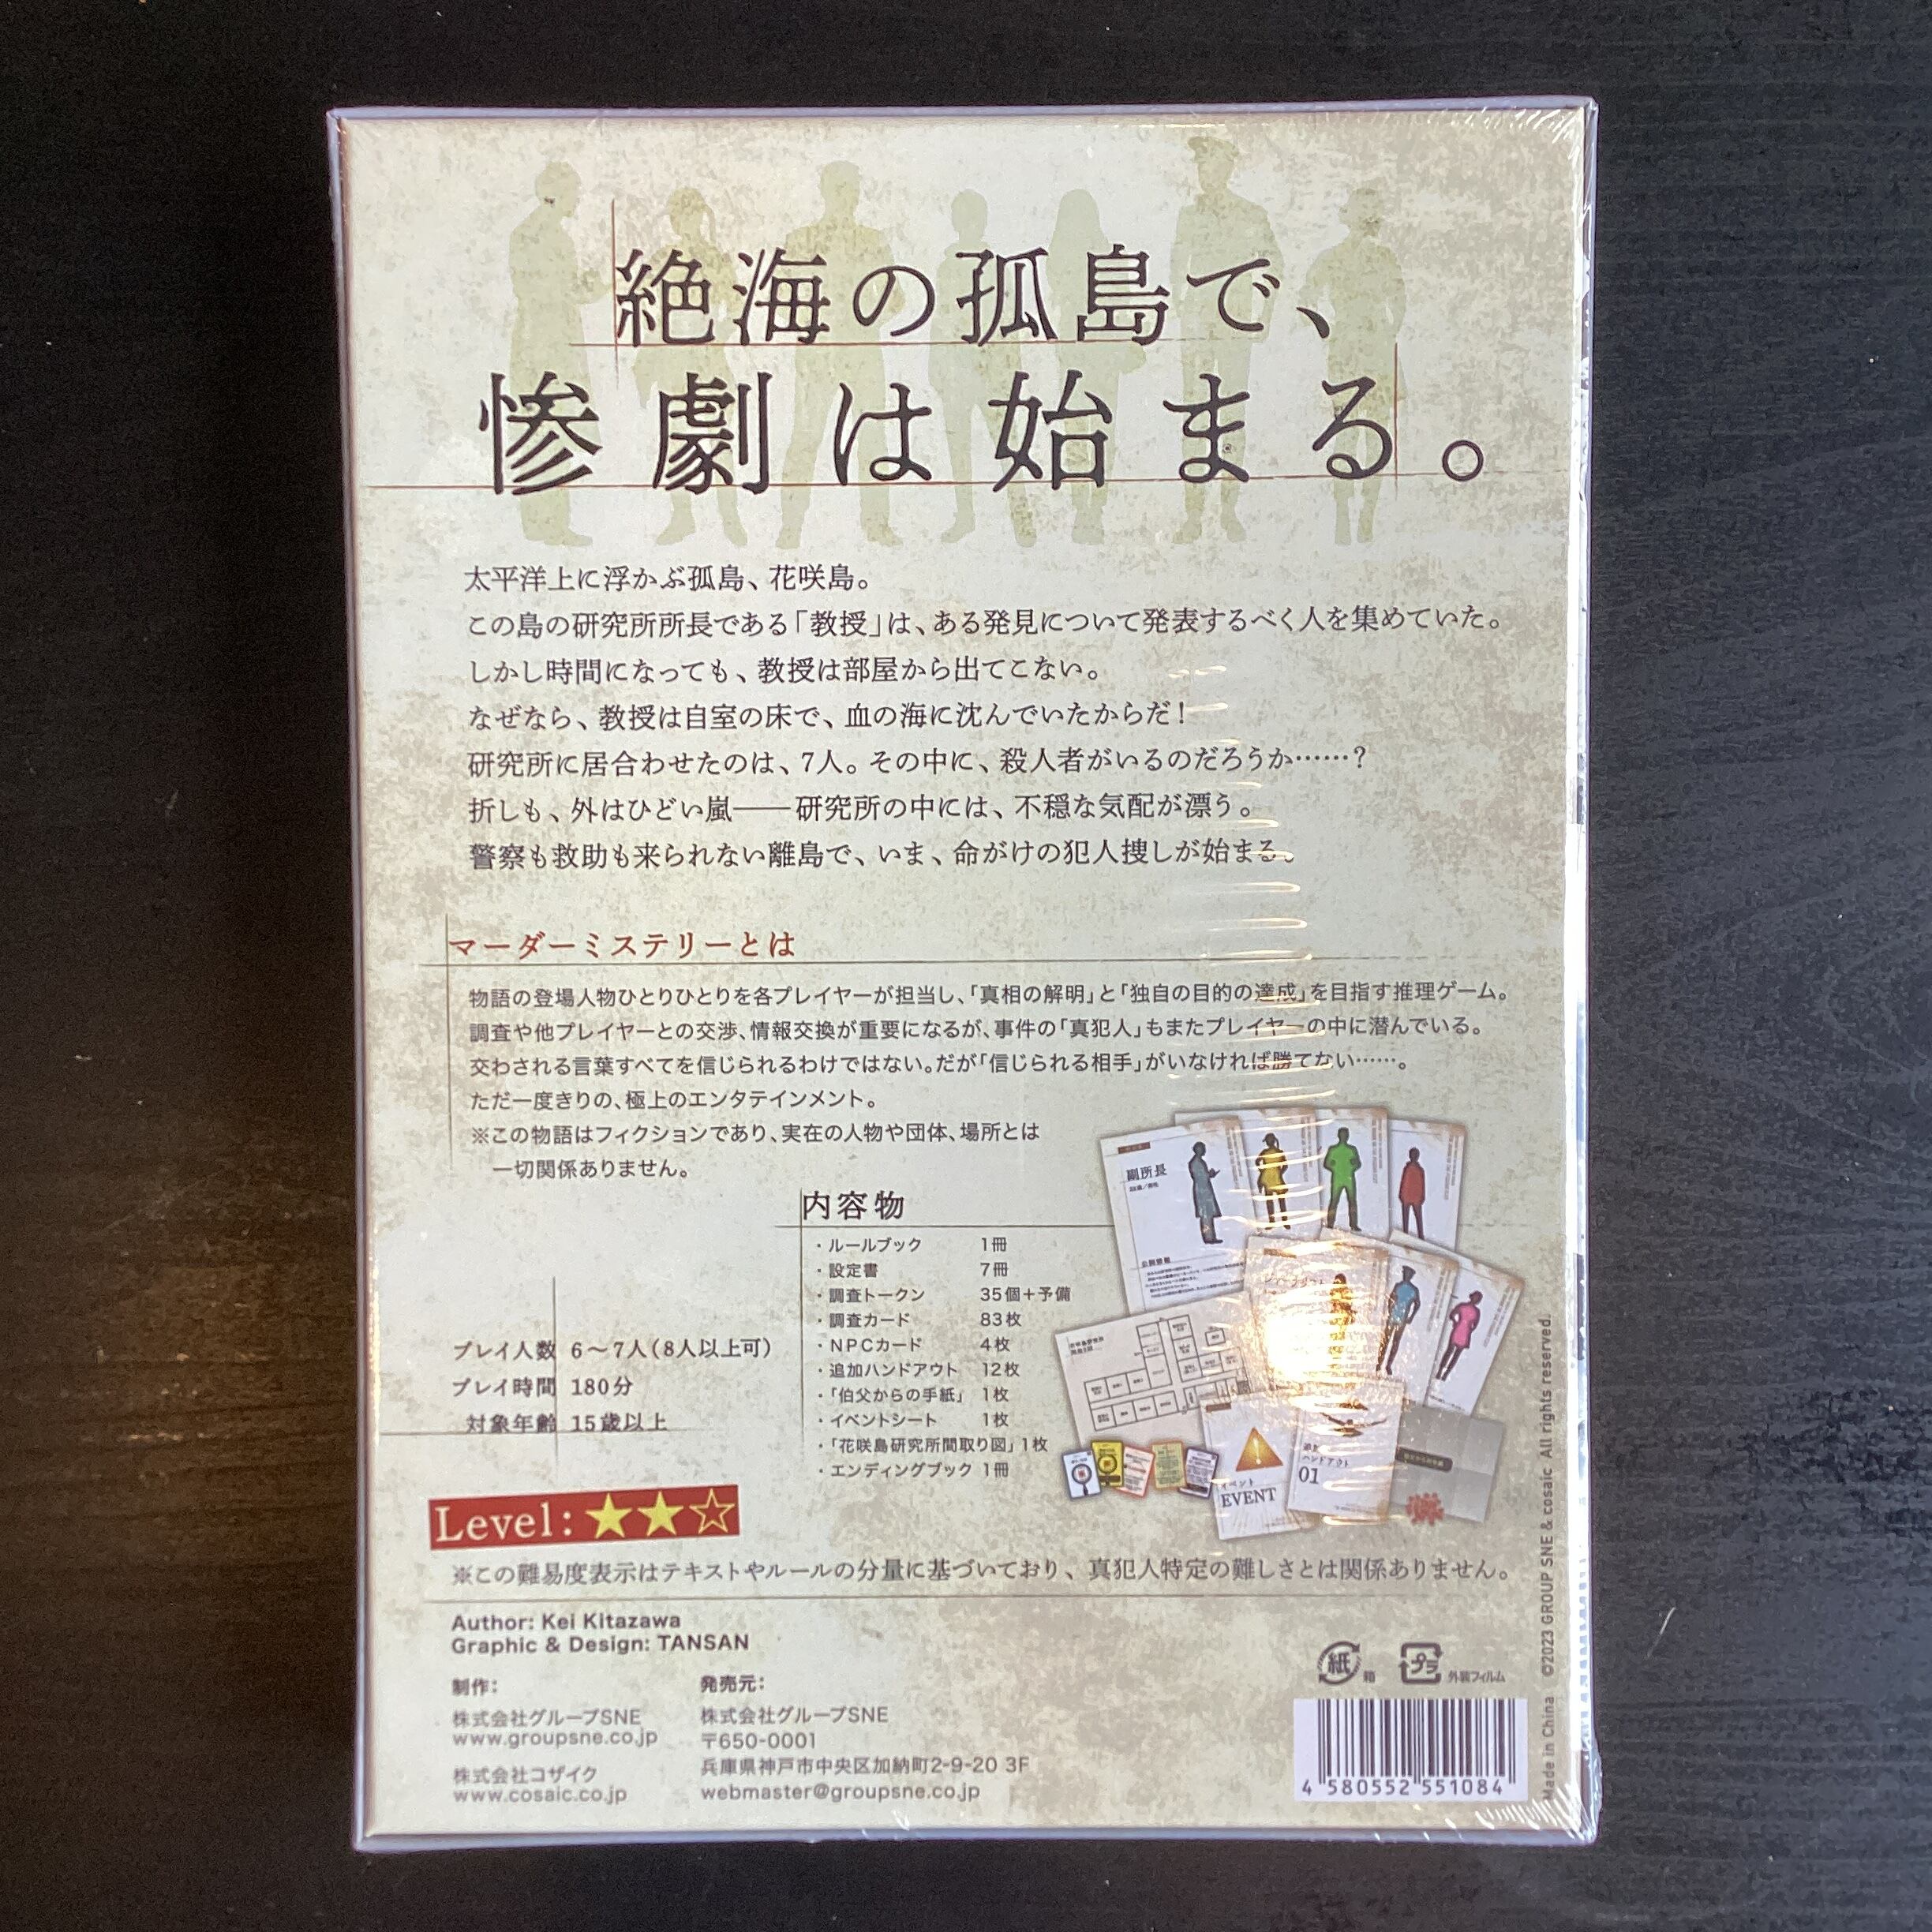 絶海の孤島で、
惨劇は始まる。
太平洋上に浮かぶ孤島、花咲島。
この島の研究所所長である「教授」は、ある発見について発表するべく人を集めていた。
しかし時間になっても、教授は部屋から出てこない。
なぜなら、教授は自室の床で、血の海に沈んでいたからだ！
研究所に居合わせたのは、7人。その中に、殺人者がいるのだろうか……？
折しも、外はひどい嵐――研究所の中には、不穏な気配が漂う。
警察も救助も来られない離島で、いま、命がけの犯人捜しが始まる。
マーダーミステリーとは
物語の登場人物ひとりひとりを各プレイヤーが担当し、「真相の解明」と「独自の目的の達成」を目指す推理ゲーム。
調査や他プレイヤーとの交渉、情報交換が重要になるが、事件の「真犯人」もまたプレイヤーの中に潜んでいる。
交わされる言葉すべてを信じられるわけではない。だが「信じられる相手」がいなければ勝てない……。
ただ一度きりの、極上のエンタテインメント。
※この物語はフィクションであり、実在の人物や団体、場所とは
一切関係ありません。
内容物
・ルールブック 1冊
・設定書 7冊
・調査トークン 35個＋予備
・調査カード 83枚
・NPCカード 4枚
・追加ハンドアウト 12枚
・「伯父からの手紙」 1枚
・イベントシート 1枚
・「花咲島研究所間取り図」 1枚
・エンディングブック 1冊
副所長
イベント
EVENT
ハンドアウト
01
プレイ人数 6～7人（8人以上可）
プレイ時間 180分
対象年齢 15歳以上
Level:★★☆
※この難易度表示はテキストやルールの分量に基づいており、真犯人特定の難しさとは関係ありません。
Author: Kei Kitazawa
Graphic & Design: TANSAN
制作：
株式会社グループSNE
www.groupsne.co.jp
株式会社コザイク
www.cosaic.co.jp
発売元：
株式会社グループSNE
〒650-0001
兵庫県神戸市中央区加納町2-9-20 3F
webmaster@groupsne.co.jp
紙 箱
プラ 外装フィルム
4 580552 551084
Made in China ©2023 GROUP SNE & cosaic All rights reserved.